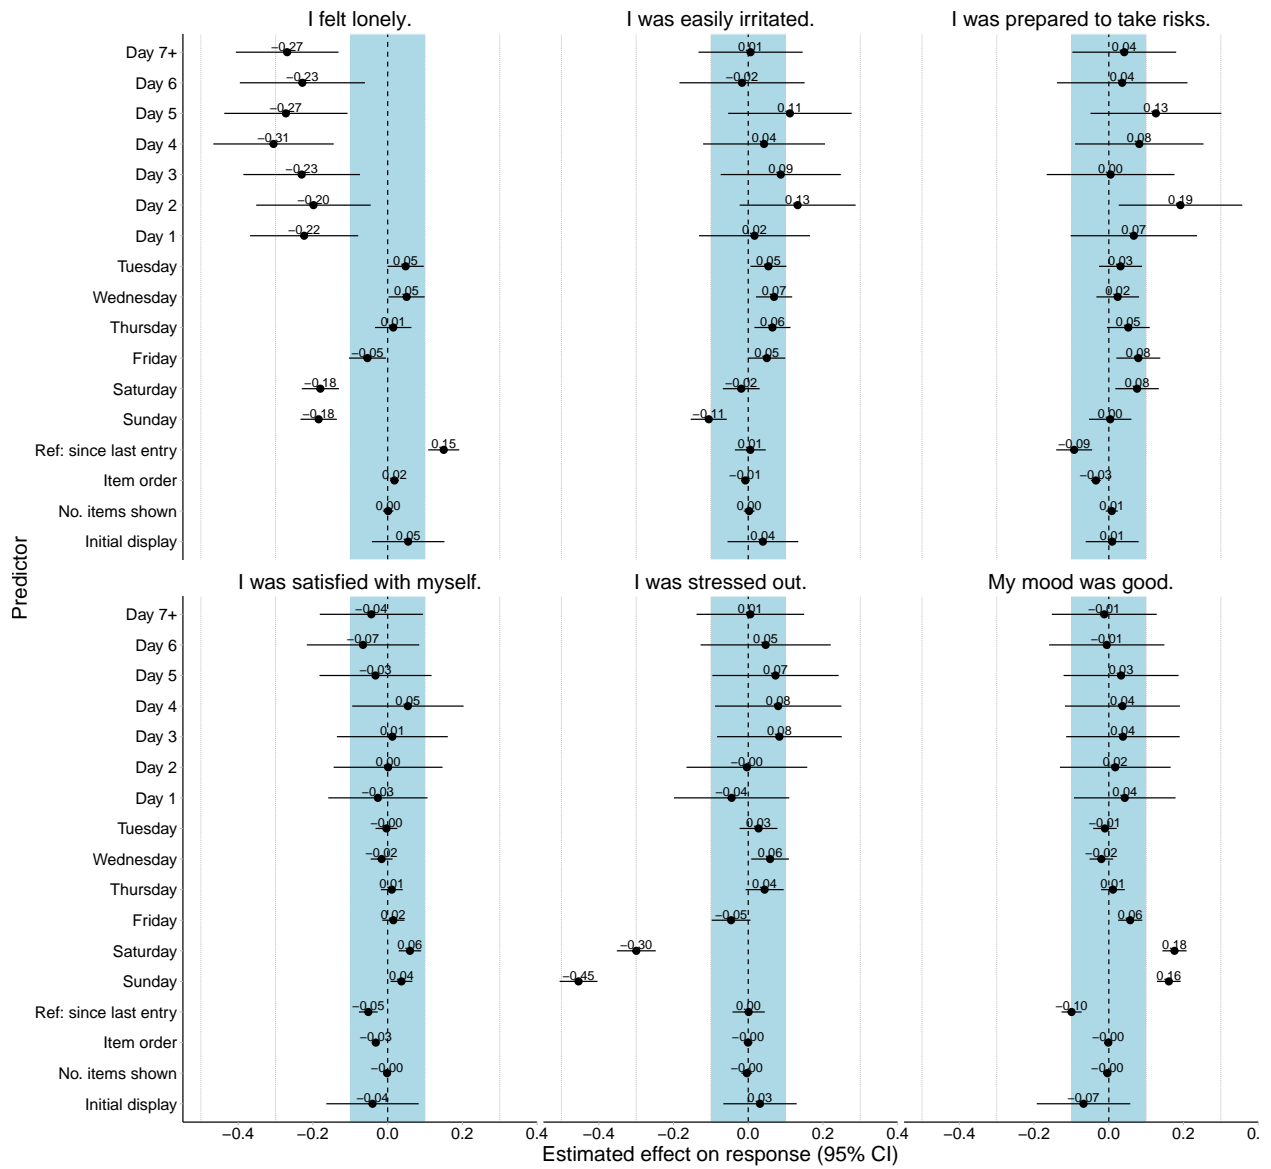 I felt lonely. I was easily irritated. I was prepared to take risks.
Day 7+ −0.27 0.01 0.04
Day 6 −0.23 −0.02 0.04
Day 5 −0.27 0.11 0.13
Day 4 −0.31 0.04 0.08
Day 3 −0.23 0.09 0.00
Day 2 −0.20 0.13 0.19
Day 1 −0.22 0.02 0.07
Tuesday 0.05 0.05 0.03
Wednesday 0.05 0.07 0.02
Thursday 0.01 0.06 0.05
Friday −0.05 0.05 0.08
Saturday −0.18 −0.02 0.08
Sunday −0.18 −0.11 0.00
Ref: since last entry 0.15 0.01 −0.09
Item order 0.02 −0.01 −0.03
No. items shown 0.00 0.00 0.01
Initial display 0.05 0.04 0.01
Predictor
I was satisfied with myself. I was stressed out. My mood was good.
Day 7+ −0.04 0.01 −0.01
Day 6 −0.07 0.05 −0.01
Day 5 −0.03 0.07 0.03
Day 4 0.05 0.08 0.04
Day 3 0.01 0.08 0.04
Day 2 0.00 −0.00 0.02
Day 1 −0.03 −0.04 0.04
Tuesday −0.00 0.03 −0.01
Wednesday −0.02 0.06 −0.02
Thursday 0.01 0.04 0.01
Friday 0.02 −0.05 0.06
Saturday 0.06 −0.30 0.18
Sunday 0.04 −0.45 0.16
Ref: since last entry −0.05 0.00 −0.10
Item order −0.03 −0.00 −0.00
No. items shown −0.00 −0.00 −0.00
Initial display −0.04 0.03 −0.07
−0.4 −0.2 0.0 0.2 0.4 −0.4 −0.2 0.0 0.2 0.4 −0.4 −0.2 0.0 0.2
Estimated effect on response (95% CI)